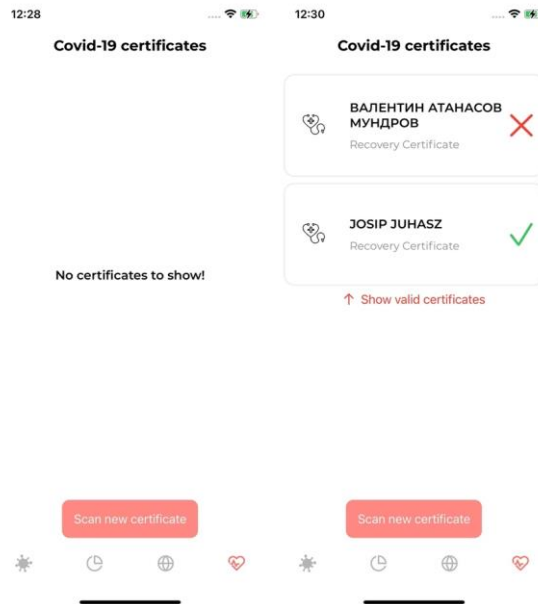 12:28
Covid-19 certificates
No certificates to show!
Scan new certificate
12:30
Covid-19 certificates
ВАЛЕНТИН АТАНАСОВ
МУНДРОВ
Recovery Certificate
JOSIP JUHASZ
Recovery Certificate
↑ Show valid certificates
Scan new certificate